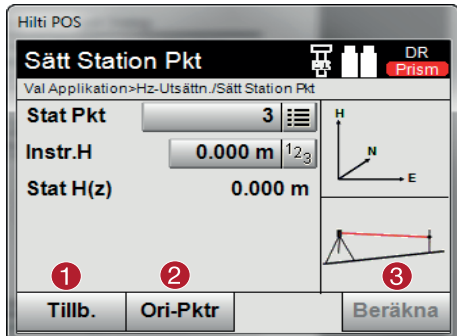 Hilti POS
Sätt Station Pkt
DR
Prism
Val Applikation>Hz-Utsättn./Sätt Station Pkt
Stat Pkt 3
Instr.H 0.000 m 123
Stat H(z) 0.000 m
H
N
E
1 2 3
Tillb. Ori-Pktr Beräkna